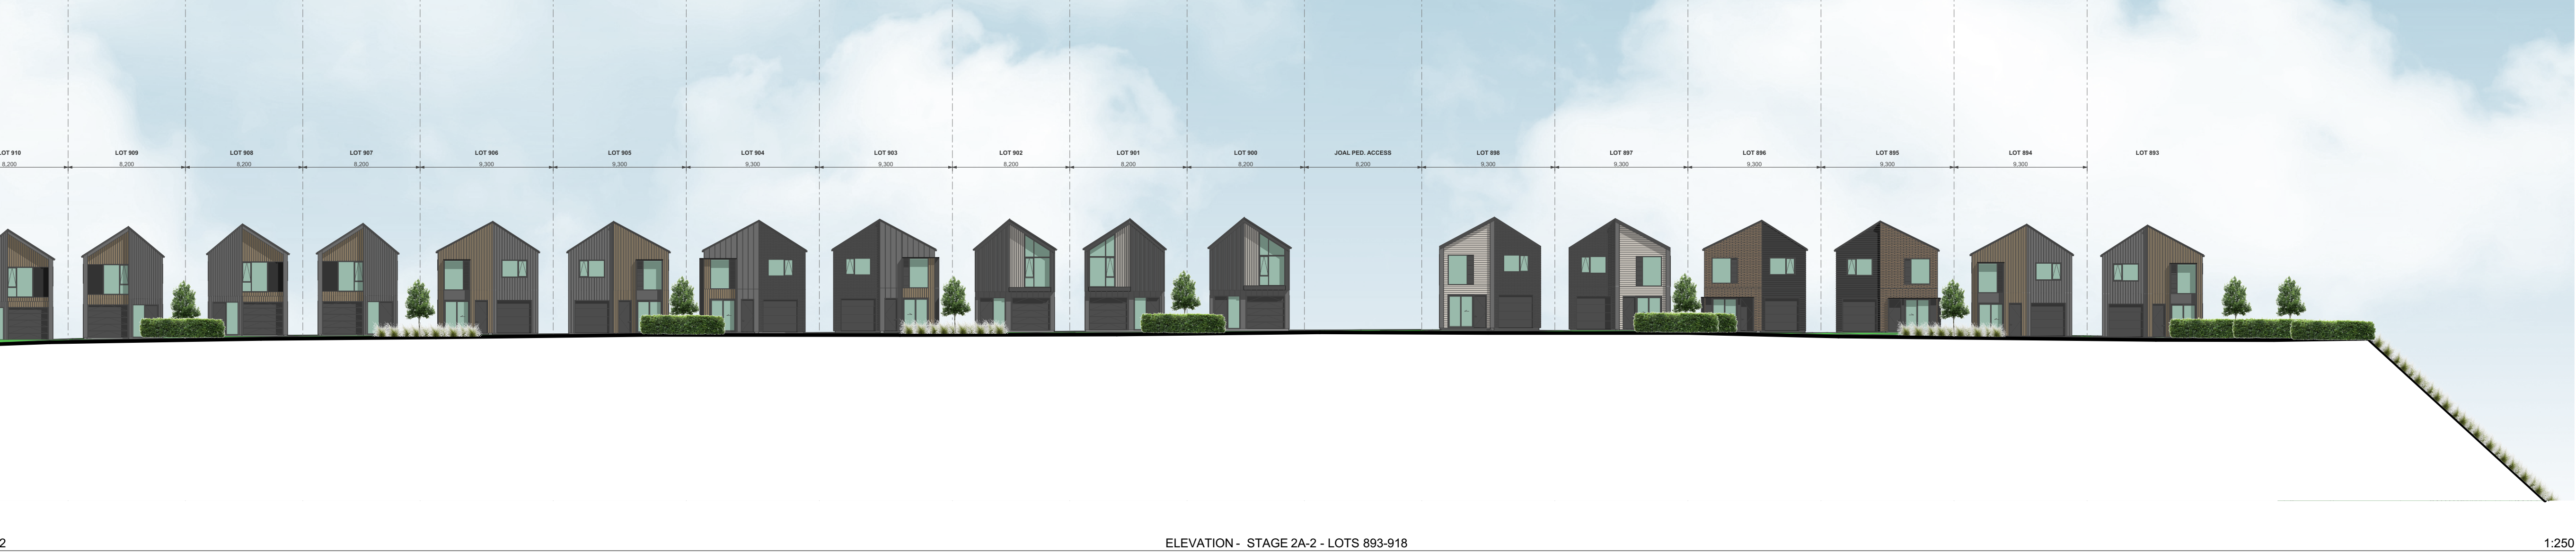 LOT 910 LOT 909 LOT 908 LOT 907 LOT 906 LOT 905 LOT 904 LOT 903 LOT 902 LOT 901 LOT 900 JOAL PED. ACCESS LOT 898 LOT 897 LOT 896 LOT 895 LOT 894 LOT 893
8,200 8,200 8,200 8,200 9,300 9,300 9,300 9,300 8,200 8,200 8,200 8,200 9,300 9,300 9,300 9,300 9,300
2 ELEVATION - STAGE 2A-2 - LOTS 893-918 1:250